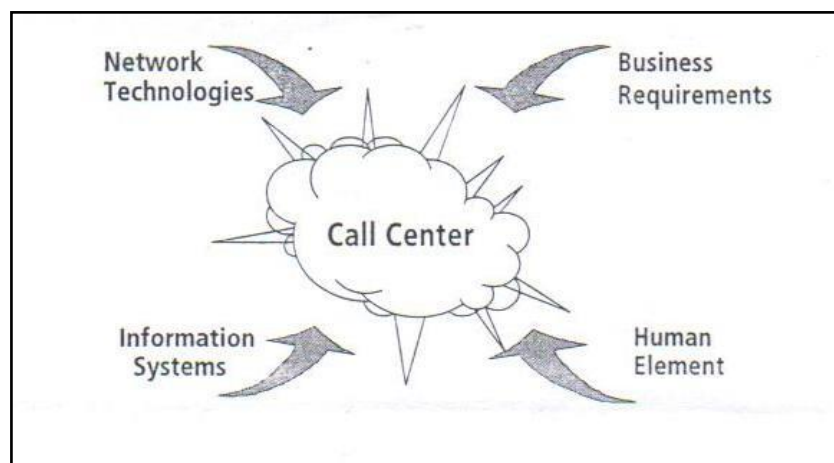 Network
Technologies
Business
Requirements
Call Center
Information
Systems
Human
Element